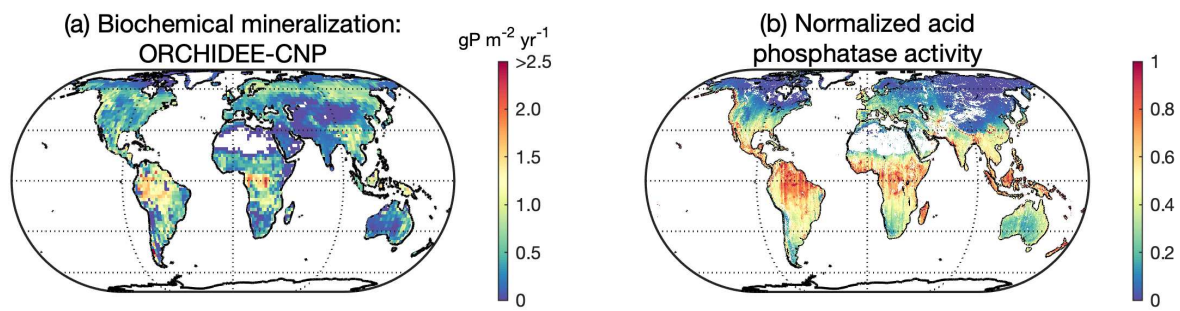 (a) Biochemical mineralization:
ORCHIDEE-CNP
gP m⁻² yr⁻¹
>2.5
2.0
1.5
1.0
0.5
0
(b) Normalized acid
phosphatase activity
1
0.8
0.6
0.4
0.2
0